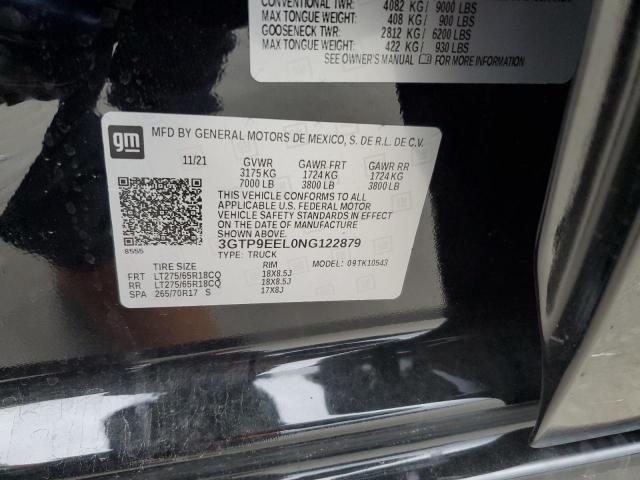 CONVENTIONAL TWR: 4082 KG/ 9000 LBS
MAX TONGUE WEIGHT: 408 KG/ 900 LBS
GOOSENECK TWR: 2812 KG/ 6200 LBS
MAX TONGUE WEIGHT: 422 KG/ 930 LBS
SEE OWNER'S MANUAL FOR MORE INFORMATION
gm
MFD BY GENERAL MOTORS DE MEXICO, S. DE R.L. DE C.V.
11/21 GVWR GAWR FRT GAWR RR
3175 KG 1724 KG 1724 KG
7000 LB 3800 LB 3800 LB
THIS VEHICLE CONFORMS TO ALL
APPLICABLE U.S. FEDERAL MOTOR
VEHICLE SAFETY STANDARDS IN EFFECT
ON THE DATE OF MANUFACTURE
SHOWN ABOVE.
3GTP9EEL0NG122879
8555 TYPE: TRUCK MODEL: 09TK10543
TIRE SIZE RIM
FRT LT275/65R18CQ 18X8.5J
RR LT275/65R18CQ 18X8.5J
SPA 265/70R17 S 17X8J